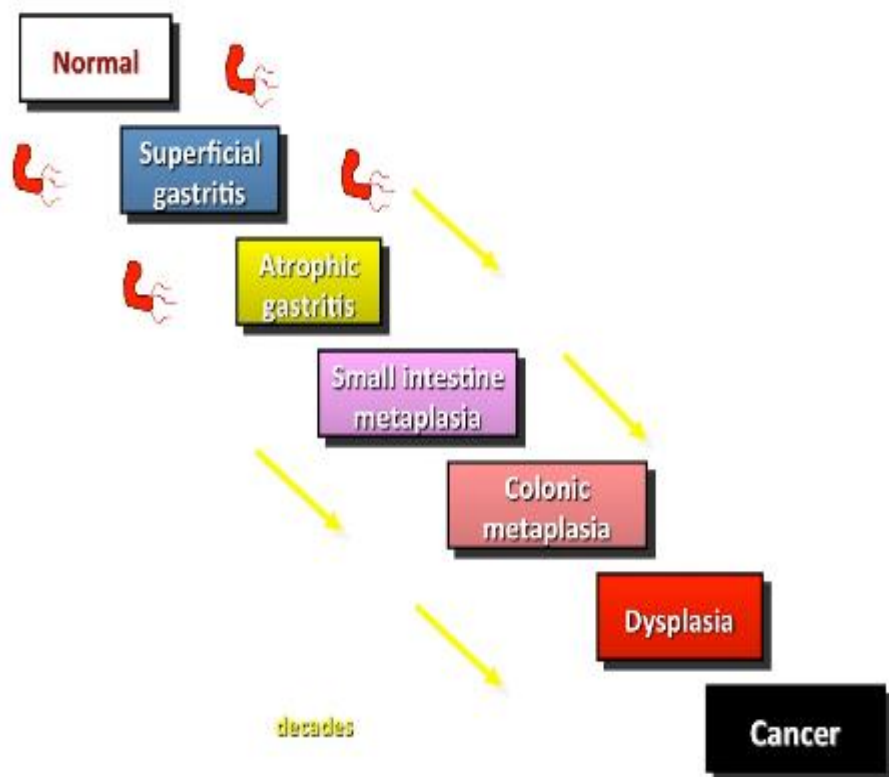 Normal
Superficial
gastritis
Atrophic
gastritis
Small intestine
metaplasia
Colonic
metaplasia
Dysplasia
Cancer
decades